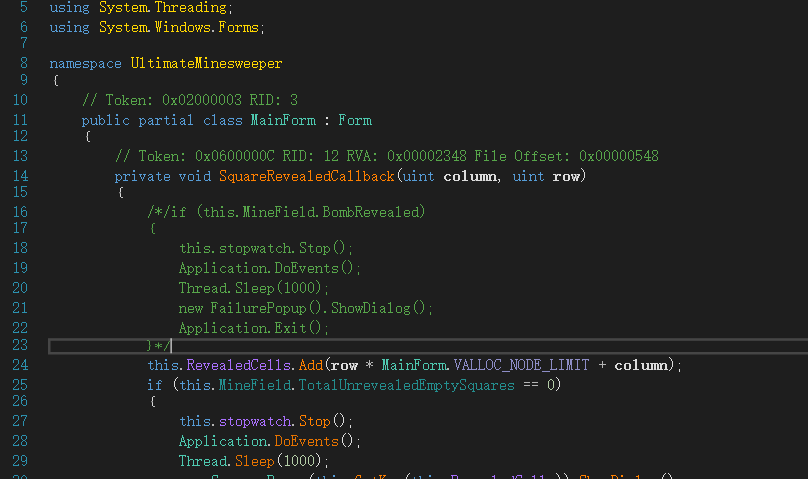 5 using System.Threading;
6 using System.Windows.Forms;
7
8 namespace UltimateMinesweeper
9 {
10 // Token: 0x02000003 RID: 3
11 public partial class MainForm : Form
12 {
13 // Token: 0x0600000C RID: 12 RVA: 0x00002348 File Offset: 0x00000548
14 private void SquareRevealedCallback(uint column, uint row)
15 {
16 /*/if (this.MineField.BombRevealed)
17 {
18 this.stopwatch.Stop();
19 Application.DoEvents();
20 Thread.Sleep(1000);
21 new FailurePopup().ShowDialog();
22 Application.Exit();
23 }*/
24 this.RevealedCells.Add(row * MainForm.VALLOC_NODE_LIMIT + column);
25 if (this.MineField.TotalUnrevealedEmptySquares == 0)
26 {
27 this.stopwatch.Stop();
28 Application.DoEvents();
29 Thread.Sleep(1000);